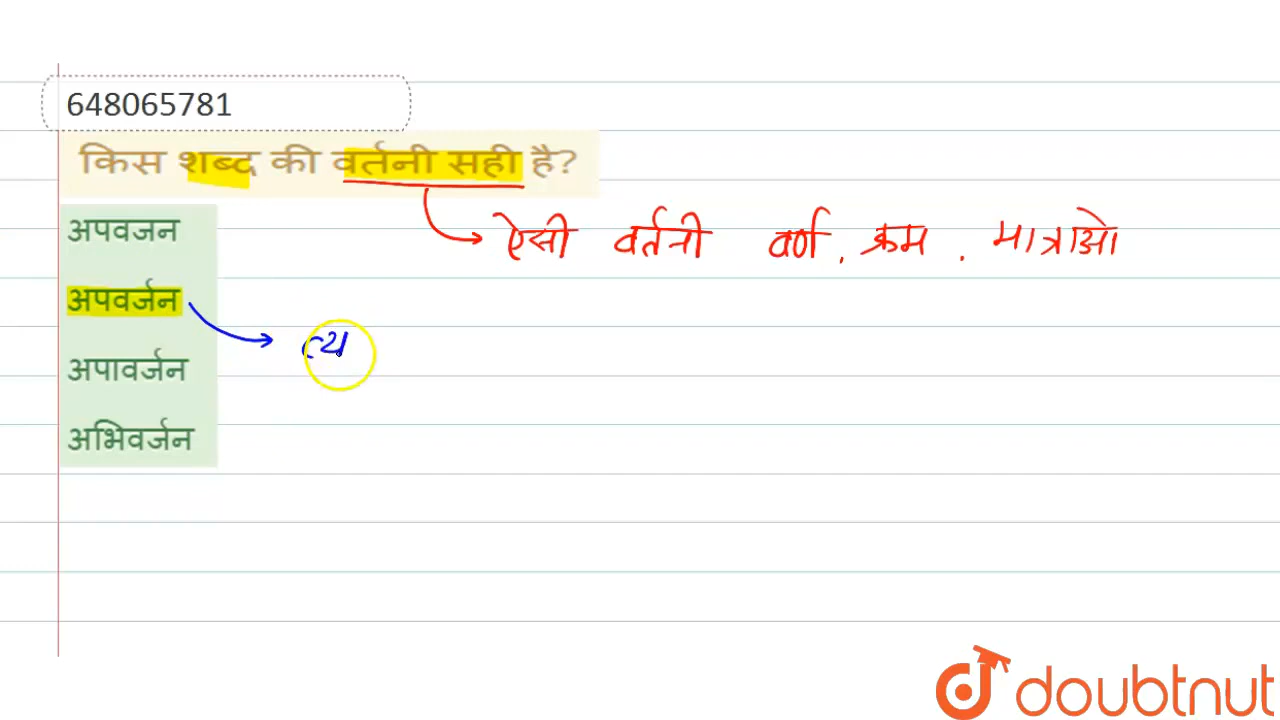 648065781
किस शब्द की वर्तनी सही है?
अपवजन
ऐसी वर्तनी वर्ण, क्रम, मात्राओ
अपवर्जन
त्य
अपावर्जन
अभिवर्जन
doubtnut